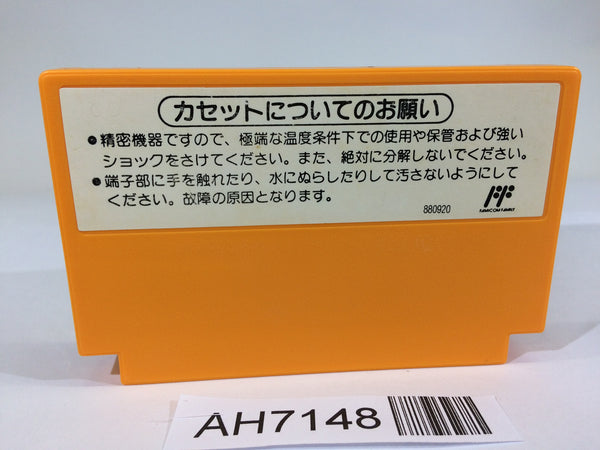 カセットについてのお願い
●精密機器ですので、極端な温度条件下での使用や保管および強い
ショックをさけてください。また、絶対に分解しないでください。
●端子部に手を触れたり、水にぬらしたりして汚さないようにして
ください。故障の原因となります。
880920
FAMICOM FAMILY
AH7148